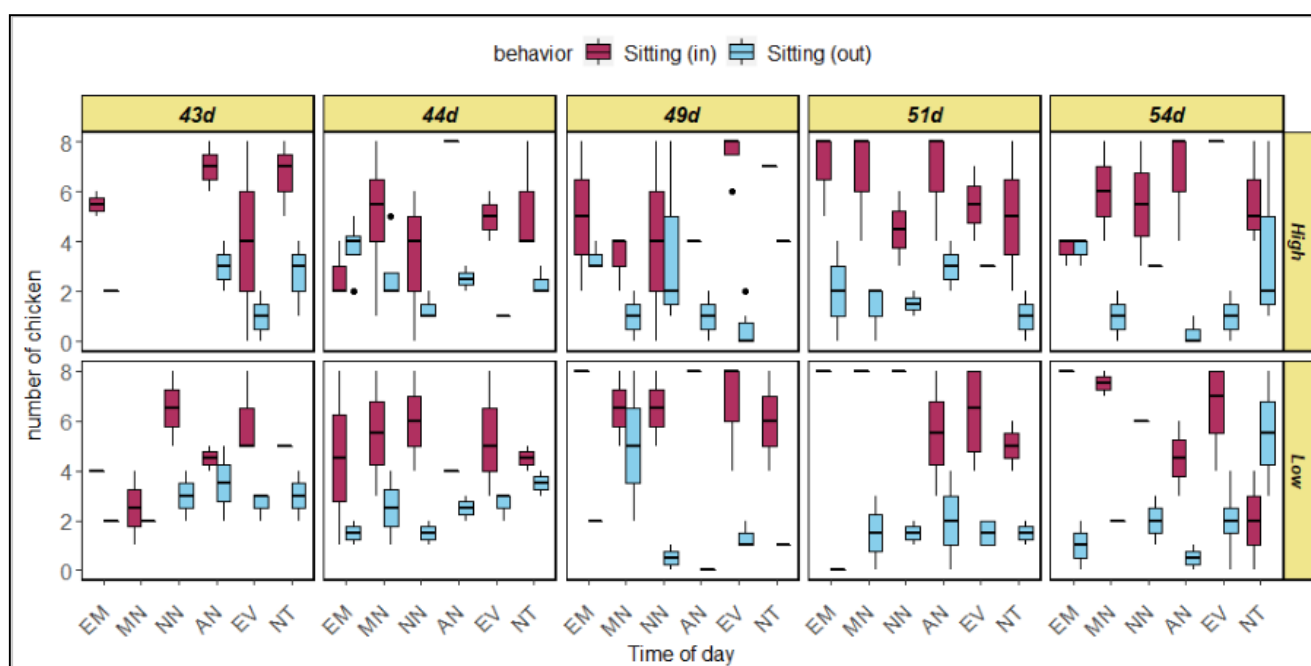 behavior Sitting (in) Sitting (out)
43d 44d 49d 51d 54d
8
6
4
2
0
High
number of chicken
8
6
4
2
0
Low
EM MN NN AN EV NT EM MN NN AN EV NT EM MN NN AN EV NT EM MN NN AN EV NT EM MN NN AN EV NT
Time of day